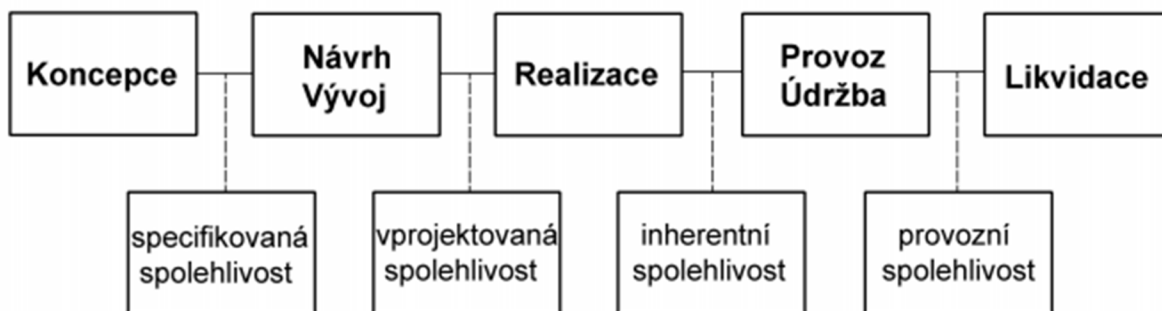 Koncepce
Návrh
Vývoj
Realizace
Provoz
Údržba
Likvidace
specifikovaná
spolehlivost
vprojektovaná
spolehlivost
inherentní
spolehlivost
provozní
spolehlivost